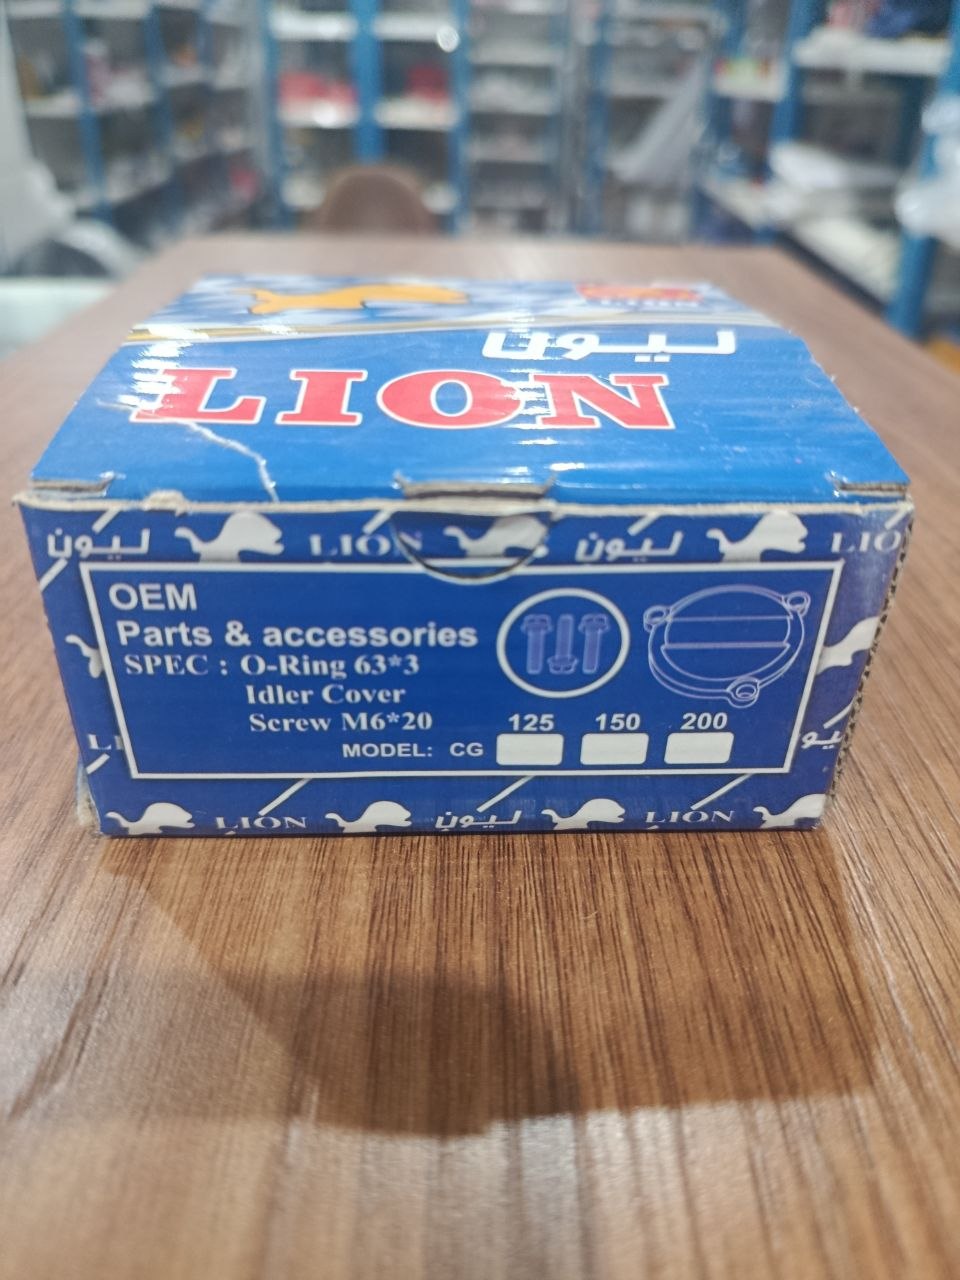 ليون
LION
ليون LION ليون LIO
OEM
Parts & accessories
SPEC : O-Ring 63*3
Idler Cover
Screw M6*20
125 150 200
MODEL: CG
LION ليون LION